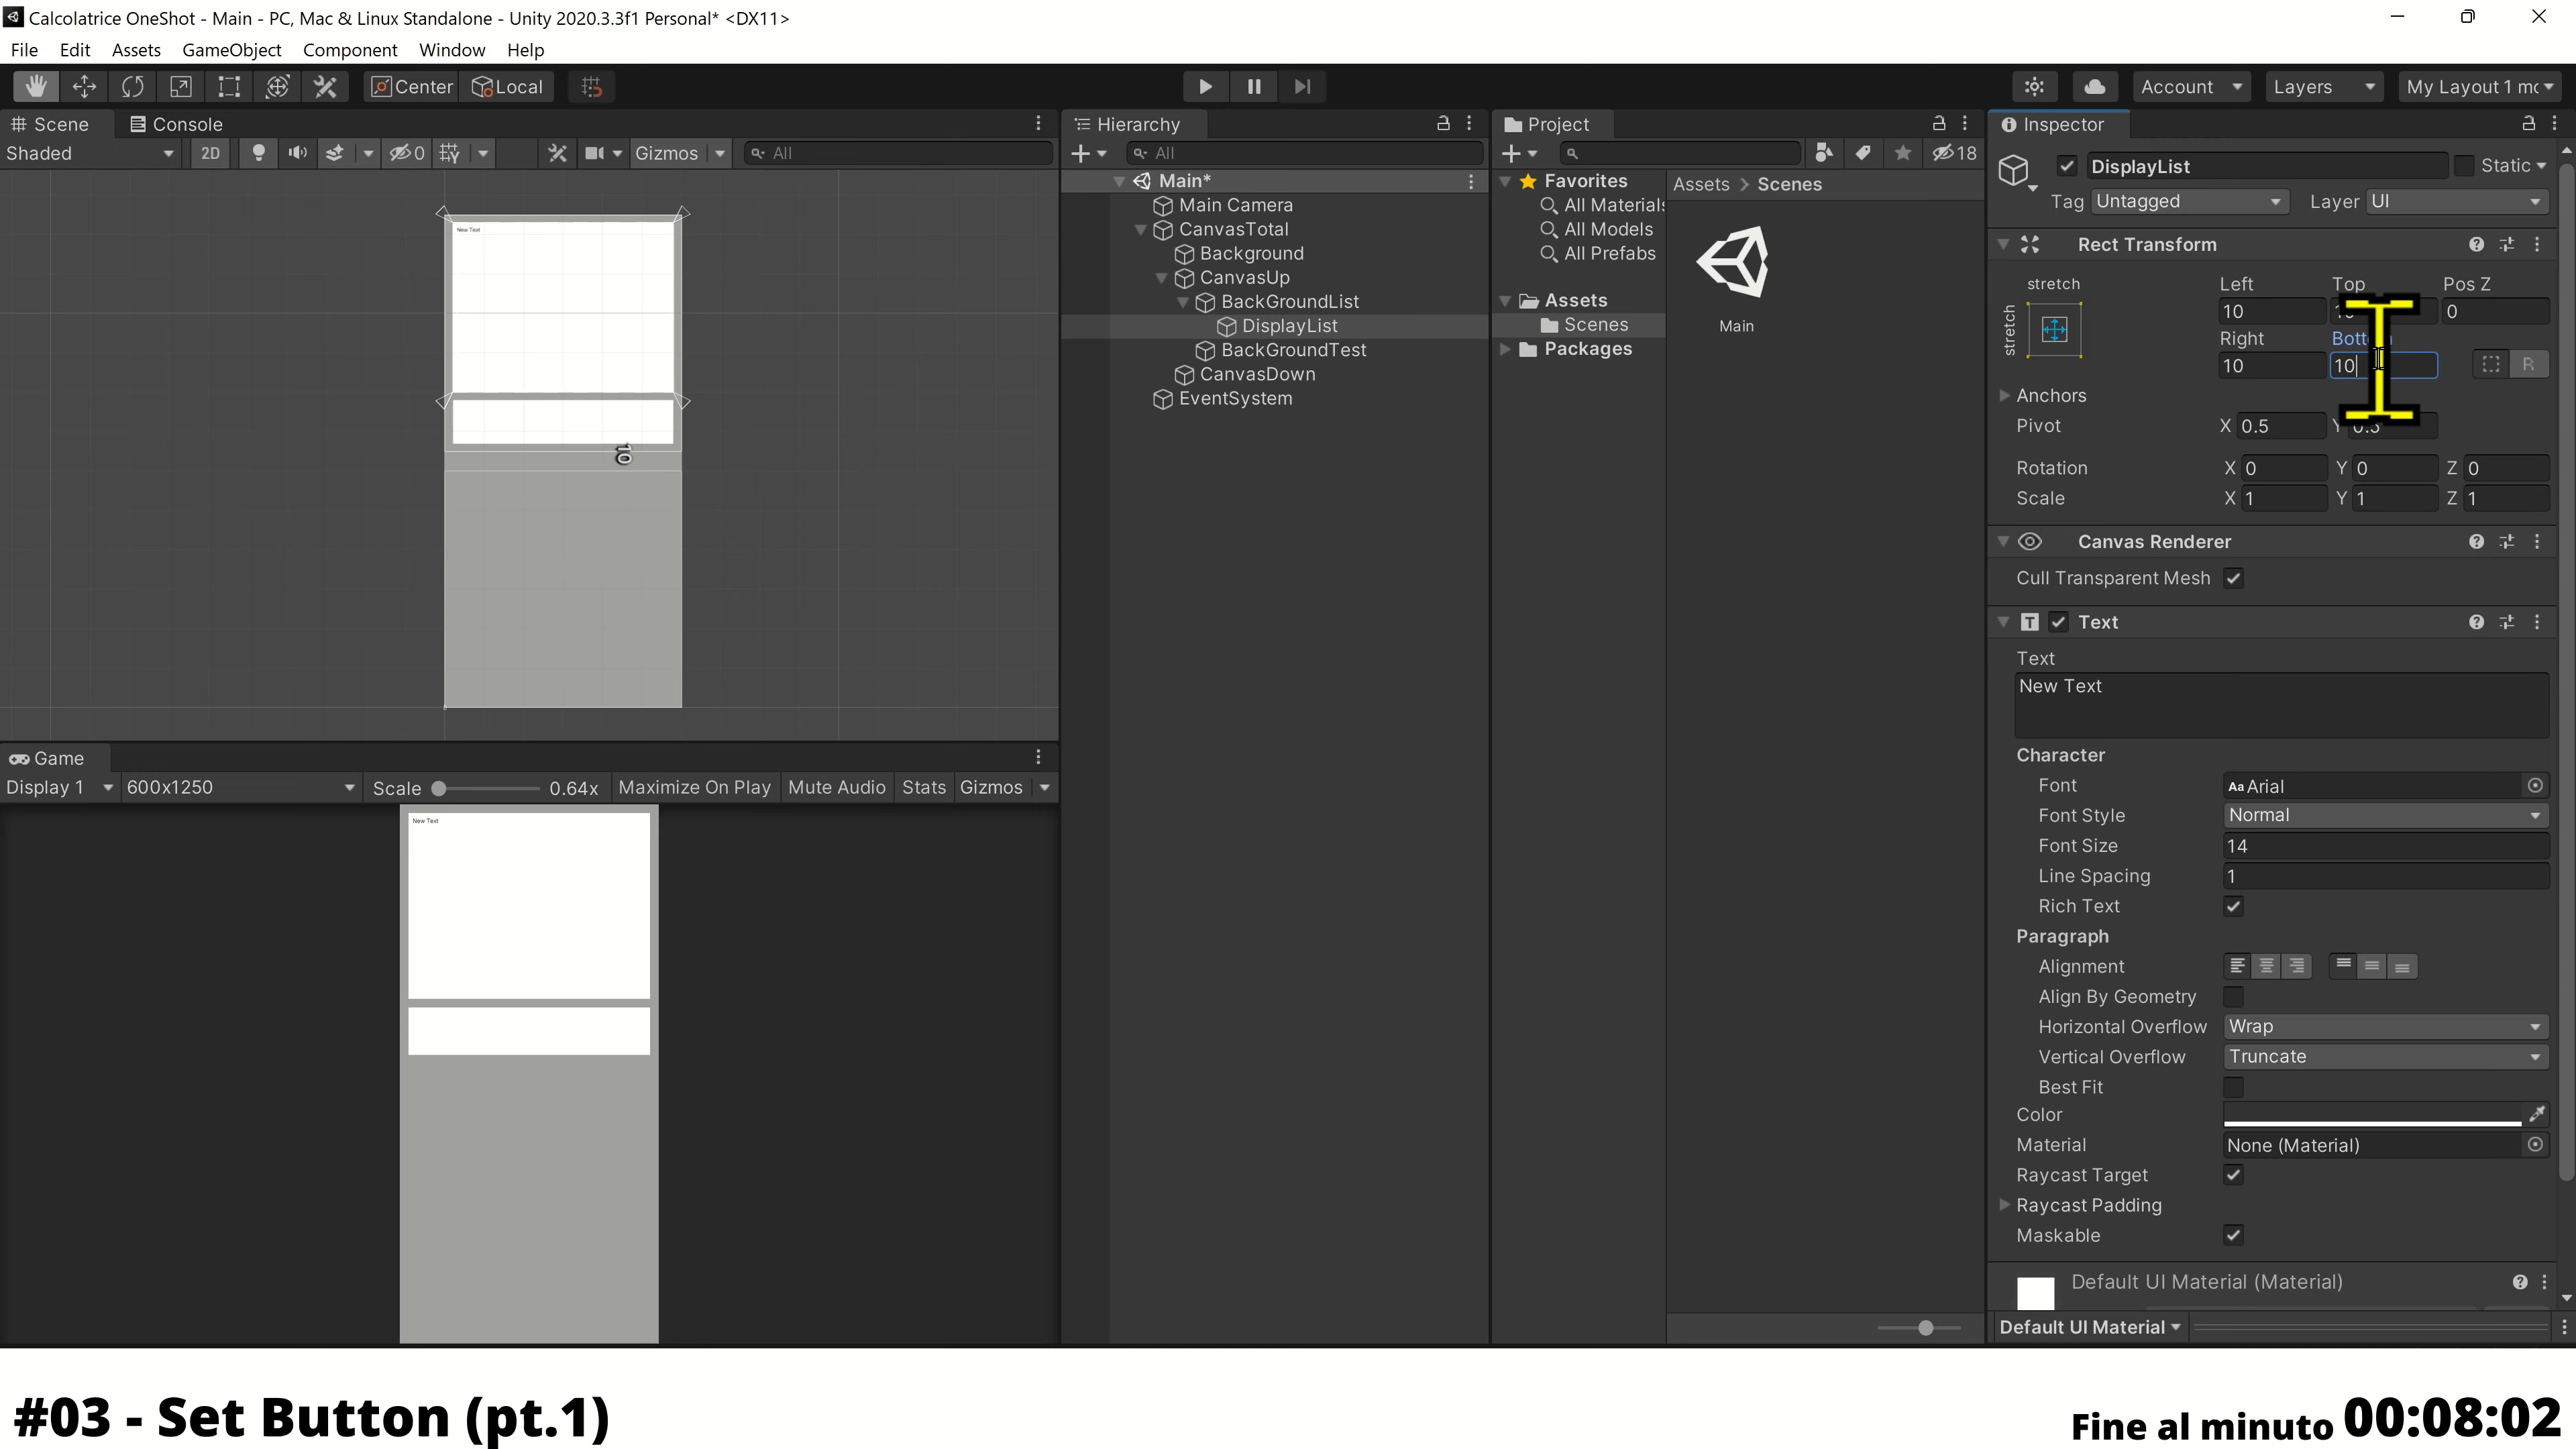 Calcolatrice OneShot - Main - PC, Mac & Linux Standalone - Unity 2020.3.3f1 Personal* <DX11>
File Edit Assets GameObject Component Window Help
Center Local Account Layers My Layout 1
Scene Console
Shaded 2D 0 Gizmos All
New Text
10
Game
Display 1 600x1250 Scale 0.64x Maximize On Play Mute Audio Stats Gizmos
New Text
Hierarchy
All
Main*
Main Camera
CanvasTotal
Background
CanvasUp
BackGroundList
DisplayList
BackGroundTest
CanvasDown
EventSystem
Project
18
Favorites
All Materials
All Models
All Prefabs
Assets
Scenes
Packages
Assets > Scenes
Main
Inspector
DisplayList Static
Tag Untagged Layer UI
Rect Transform
stretch
stretch
Left Top Pos Z
10 0
Right
10 10
R
Anchors
Pivot X 0.5 Y 0.5
Rotation X 0 Y 0 Z 0
Scale X 1 Y 1 Z 1
Canvas Renderer
Cull Transparent Mesh
Text
Text
New Text
Character
Font Aa Arial
Font Style Normal
Font Size 14
Line Spacing 1
Rich Text
Paragraph
Alignment
Align By Geometry
Horizontal Overflow Wrap
Vertical Overflow Truncate
Best Fit
Color
Material None (Material)
Raycast Target
Raycast Padding
Maskable
Default UI Material (Material)
Default UI Material
#03 - Set Button (pt.1)
Fine al minuto 00:08:02